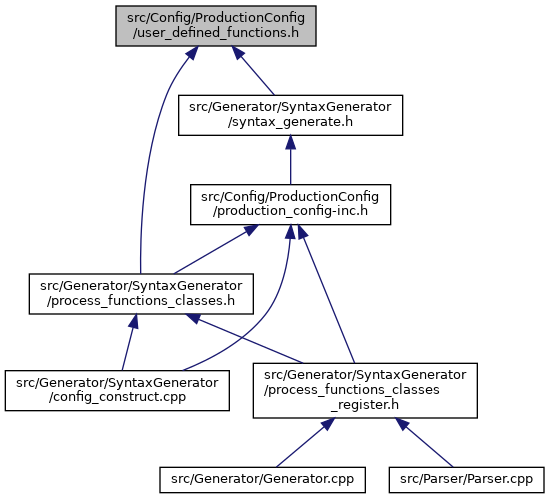 src/Config/ProductionConfig
/user_defined_functions.h
src/Generator/SyntaxGenerator
/syntax_generate.h
src/Config/ProductionConfig
/production_config-inc.h
src/Generator/SyntaxGenerator
/process_functions_classes.h
src/Generator/SyntaxGenerator
/config_construct.cpp
src/Generator/SyntaxGenerator
/process_functions_classes
_register.h
src/Generator/Generator.cpp
src/Parser/Parser.cpp